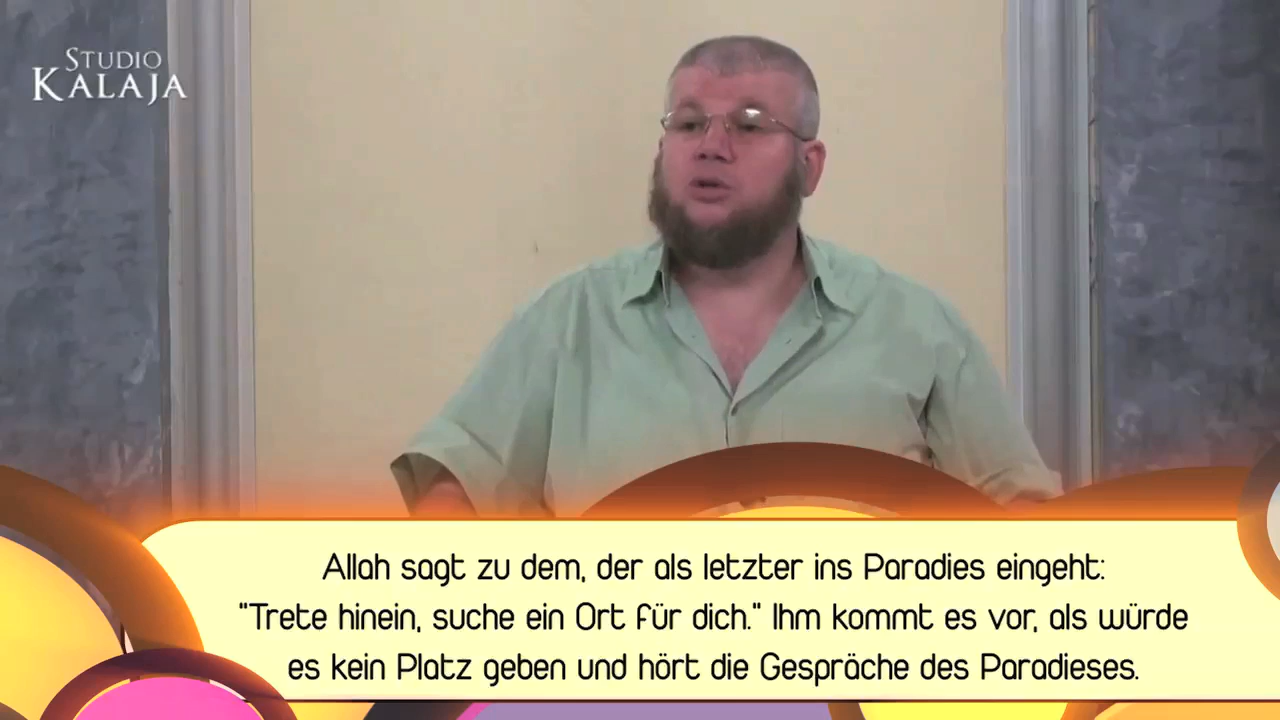 STUDIO
KALAJA
Allah sagt zu dem, der als letzter ins Paradies eingeht:
"Trete hinein, suche ein Ort für dich." Ihm kommt es vor, als würde
es kein Platz geben und hört die Gespräche des Paradieses.